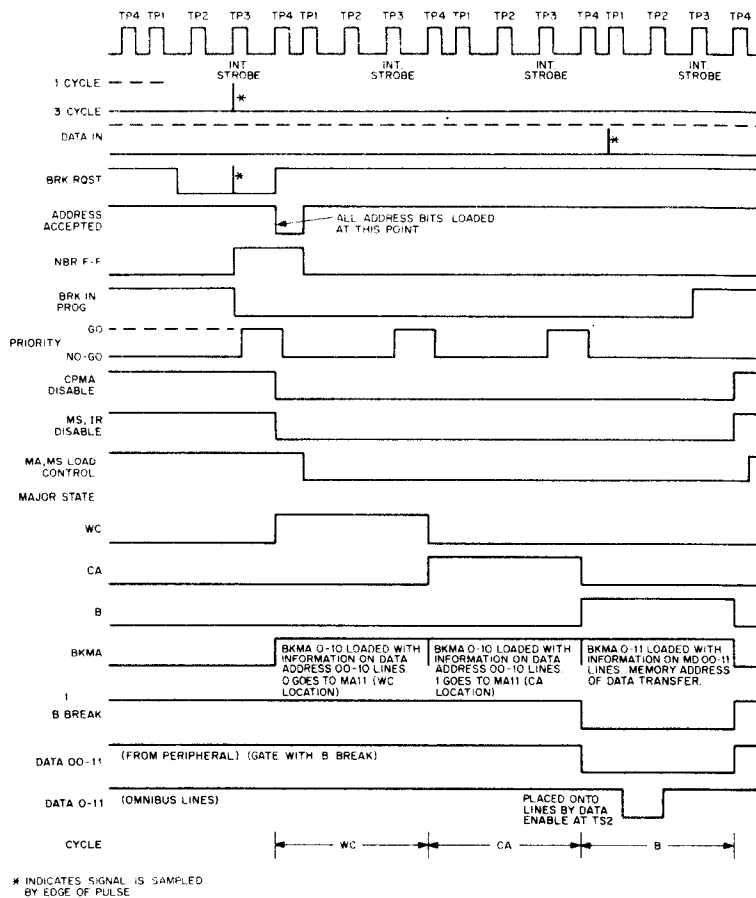 TP4 TP1 TP2 TP3 TP4 TP1 TP2 TP3 TP4 TP1 TP2 TP3 TP4 TP1 TP2 TP3 TP4
INT. STROBE INT. STROBE INT. STROBE INT. STROBE
1 CYCLE
*
3 CYCLE
DATA IN
*
BRK RQST
*
ADDRESS
ACCEPTED
ALL ADDRESS BITS LOADED
AT THIS POINT
NBR F-F
BRK IN
PROG
GO
PRIORITY
NO-GO
CPMA
DISABLE
MS, IR
DISABLE
MA, MS LOAD
CONTROL
MAJOR STATE
WC
CA
B
BKMA
BKMA 0-10 LOADED WITH
INFORMATION ON DATA
ADDRESS 00-10 LINES.
0 GOES TO MA11 (WC
LOCATION)
BKMA 0-10 LOADED WITH
INFORMATION ON DATA
ADDRESS 00-10 LINES.
1 GOES TO MA11 (CA
LOCATION)
BKMA 0-11 LOADED WITH
INFORMATION ON MD 00-11
LINES. MEMORY ADDRESS
OF DATA TRANSFER.
1
B BREAK
DATA 00-11
(FROM PERIPHERAL) (GATE WITH B BREAK)
DATA 0-11
(OMNIBUS LINES)
PLACED ONTO
LINES BY DATA
ENABLE AT TS2
CYCLE
WC CA B
* INDICATES SIGNAL IS SAMPLED
BY EDGE OF PULSE